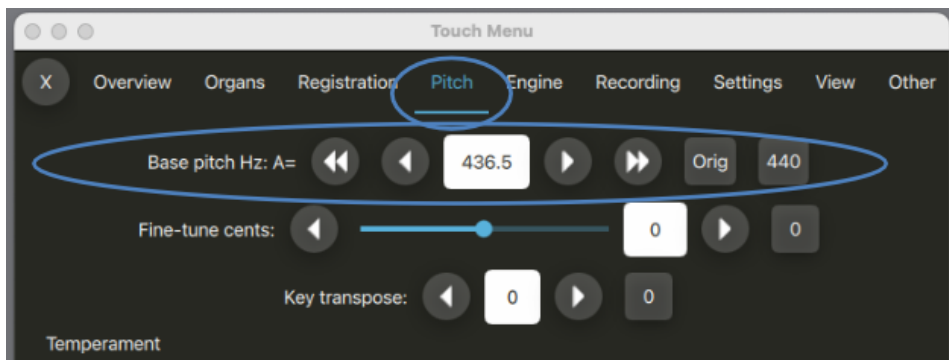 Touch Menu
X Overview Organs Registration Pitch Engine Recording Settings View Other
Base pitch Hz: A= 436.5 Orig 440
Fine-tune cents: 0 0
Key transpose: 0 0
Temperament